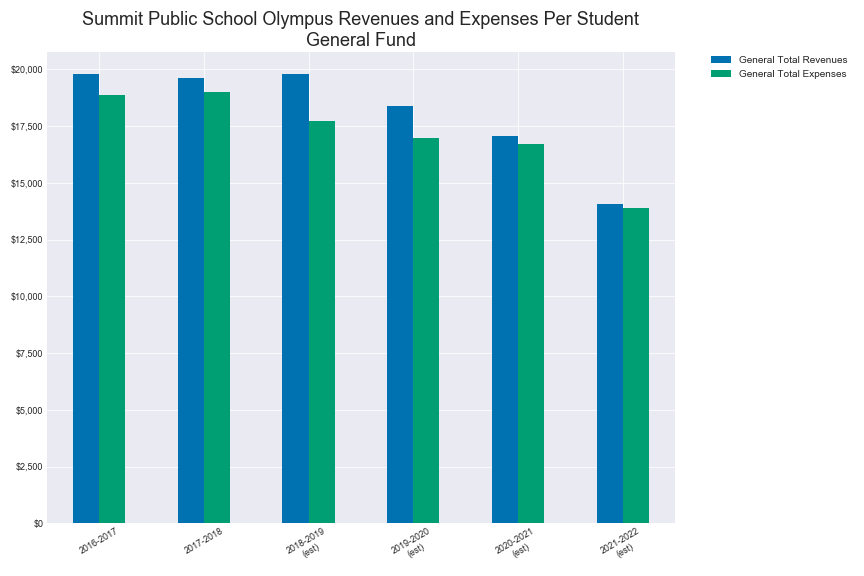 Summit Public School Olympus Revenues and Expenses Per Student
General Fund
General Total Revenues
General Total Expenses
$20,000
$17,500
$15,000
$12,500
$10,000
$7,500
$5,000
$2,500
$0
2016-2017
2017-2018
2018-2019
(est)
2019-2020
(est)
2020-2021
(est)
2021-2022
(est)